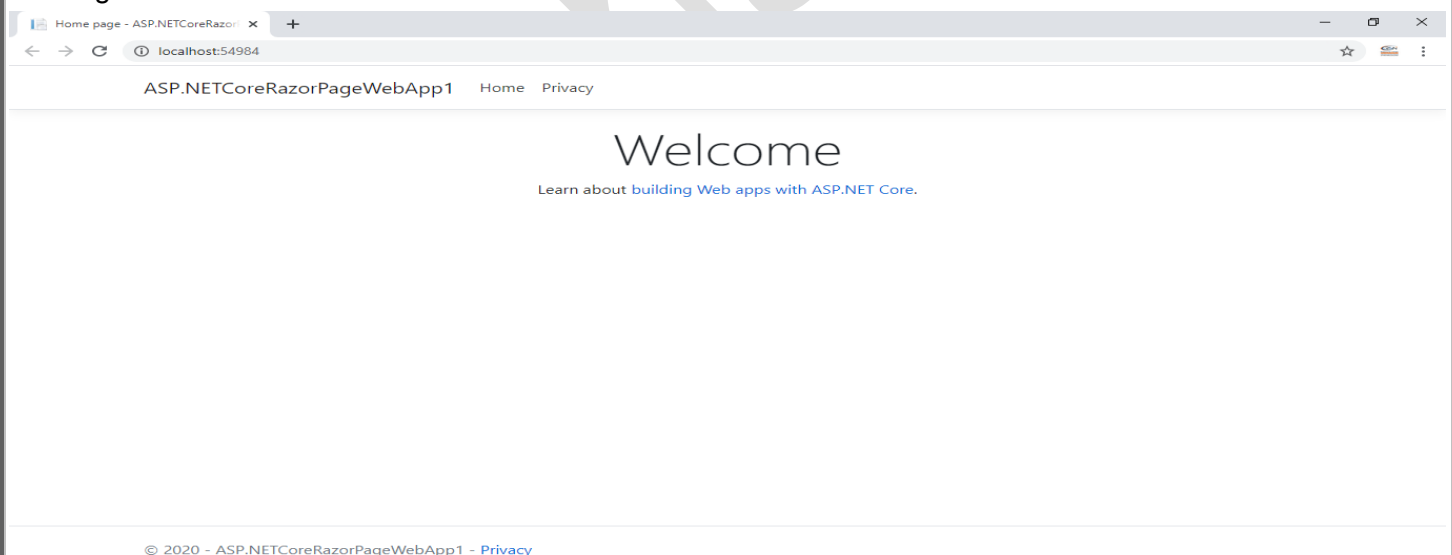 Home page - ASP.NETCoreRazor
localhost:54984
ASP.NETCoreRazorPageWebApp1 Home Privacy
Welcome
Learn about building Web apps with ASP.NET Core.
© 2020 - ASP.NETCoreRazorPageWebApp1 - Privacy